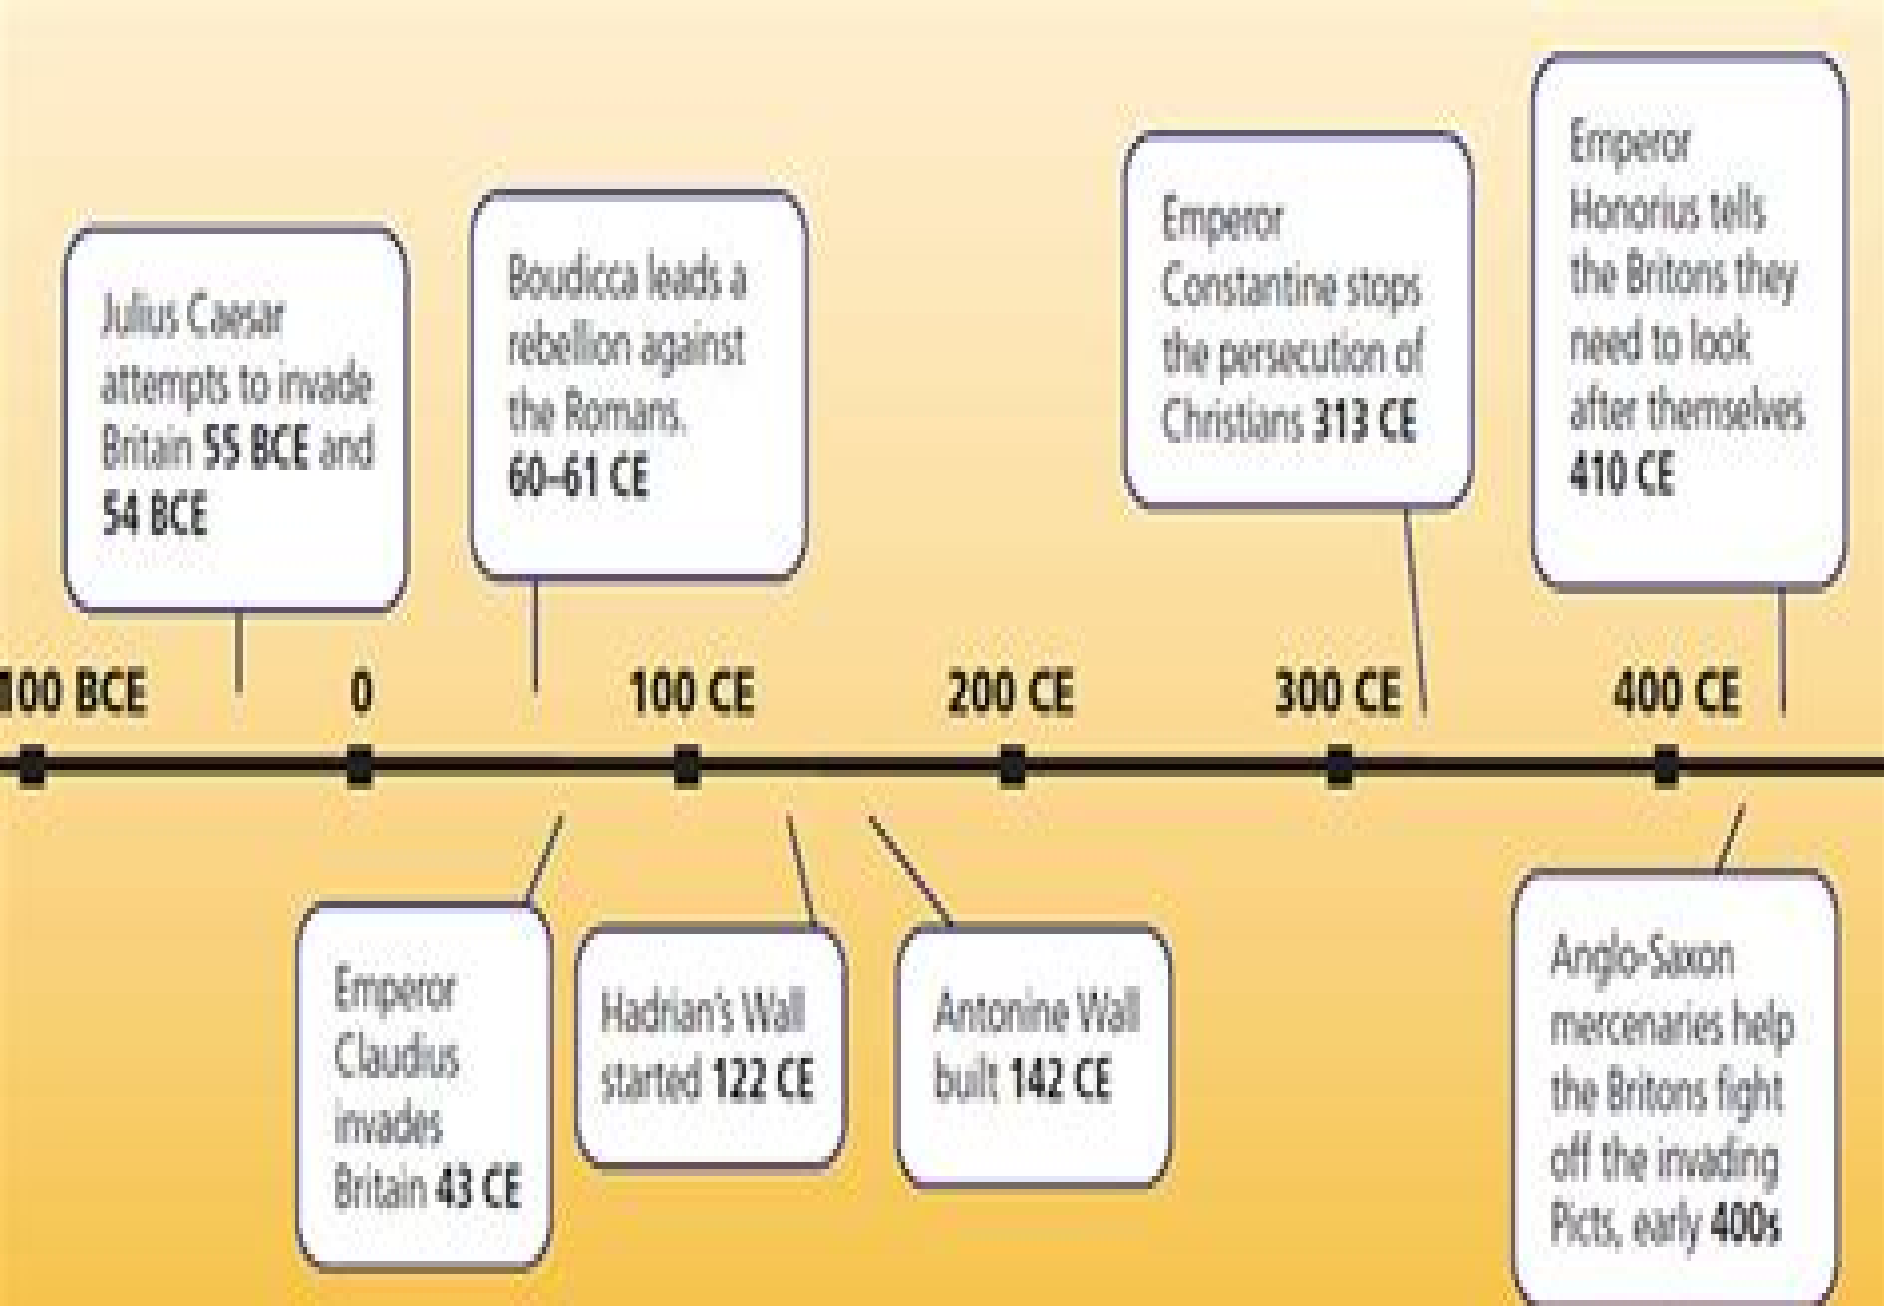 Julius Caesar
attempts to invade
Britain 55 BCE and
54 BCE
Boudicca leads a
rebellion against
the Romans.
60–61 CE
Emperor
Constantine stops
the persecution of
Christians 313 CE
Emperor
Honorius tells
the Britons they
need to look
after themselves
410 CE
100 BCE
0
100 CE
200 CE
300 CE
400 CE
Emperor
Claudius
invades
Britain 43 CE
Hadrian's Wall
started 122 CE
Antonine Wall
built 142 CE
Anglo-Saxon
mercenaries help
the Britons fight
off the invading
Picts, early 400s